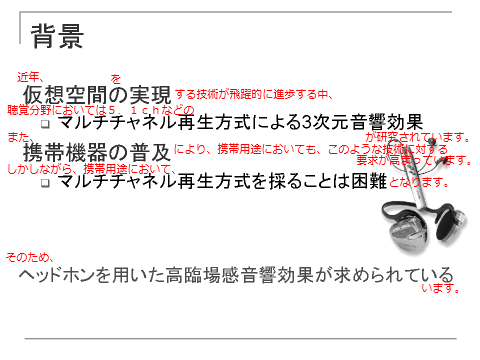 背景
近年、 を
仮想空間の実現 する技術が飛躍的に進歩する中、
聴覚分野においては５．１ｃｈなどの
マルチチャネル再生方式による3次元音響効果
また、 が研究されています。
携帯機器の普及 により、携帯用途においても、このような技術に対する
要求が高まっています。
しかしながら、携帯用途において、
マルチチャネル再生方式を採ることは困難 となります。
そのため、
ヘッドホンを用いた高臨場感音響効果が求められている
います。